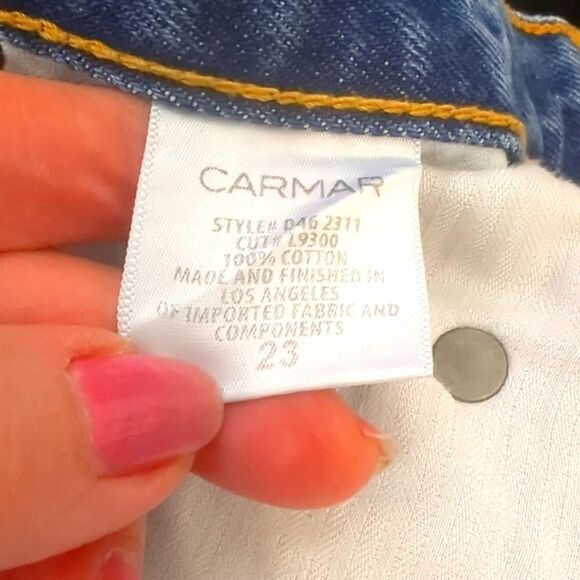 CARMAR
STYLE# D4G 2311
CUT# L9300
100% COTTON
MADE AND FINISHED IN
LOS ANGELES
OF IMPORTED FABRIC AND
COMPONENTS
23